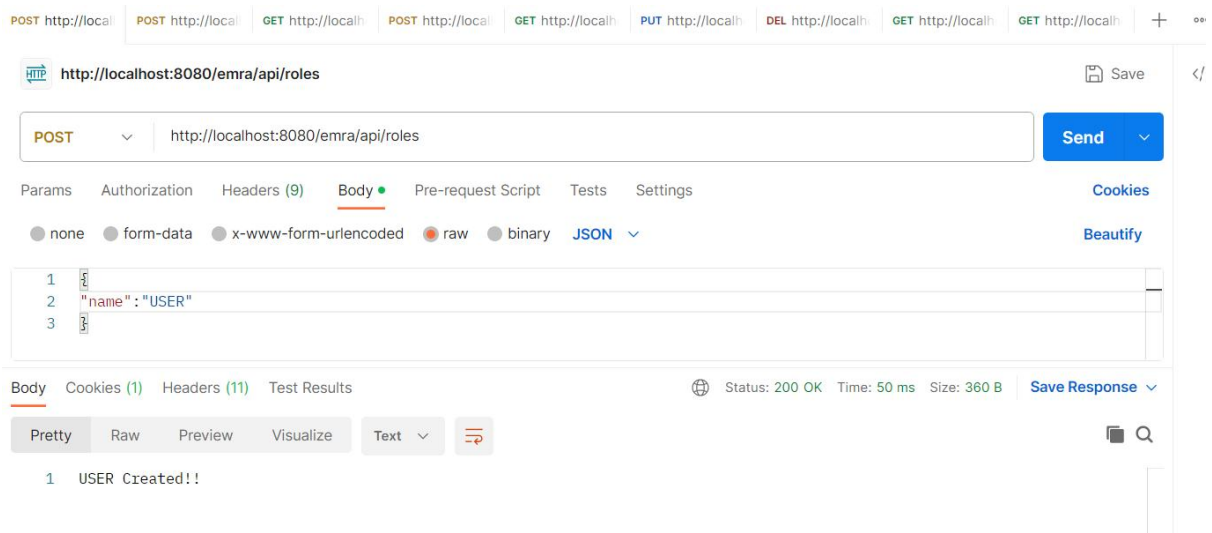 POST http://local POST http://local GET http://localh POST http://local GET http://localh PUT http://localh DEL http://localh GET http://localh GET http://localh
HTTP http://localhost:8080/emra/api/roles Save </
POST http://localhost:8080/emra/api/roles Send
Params Authorization Headers (9) Body Pre-request Script Tests Settings Cookies
none form-data x-www-form-urlencoded raw binary JSON Beautify
1 {
2 "name":"USER"
3 }
Body Cookies (1) Headers (11) Test Results Status: 200 OK Time: 50 ms Size: 360 B Save Response
Pretty Raw Preview Visualize Text
1 USER Created!!